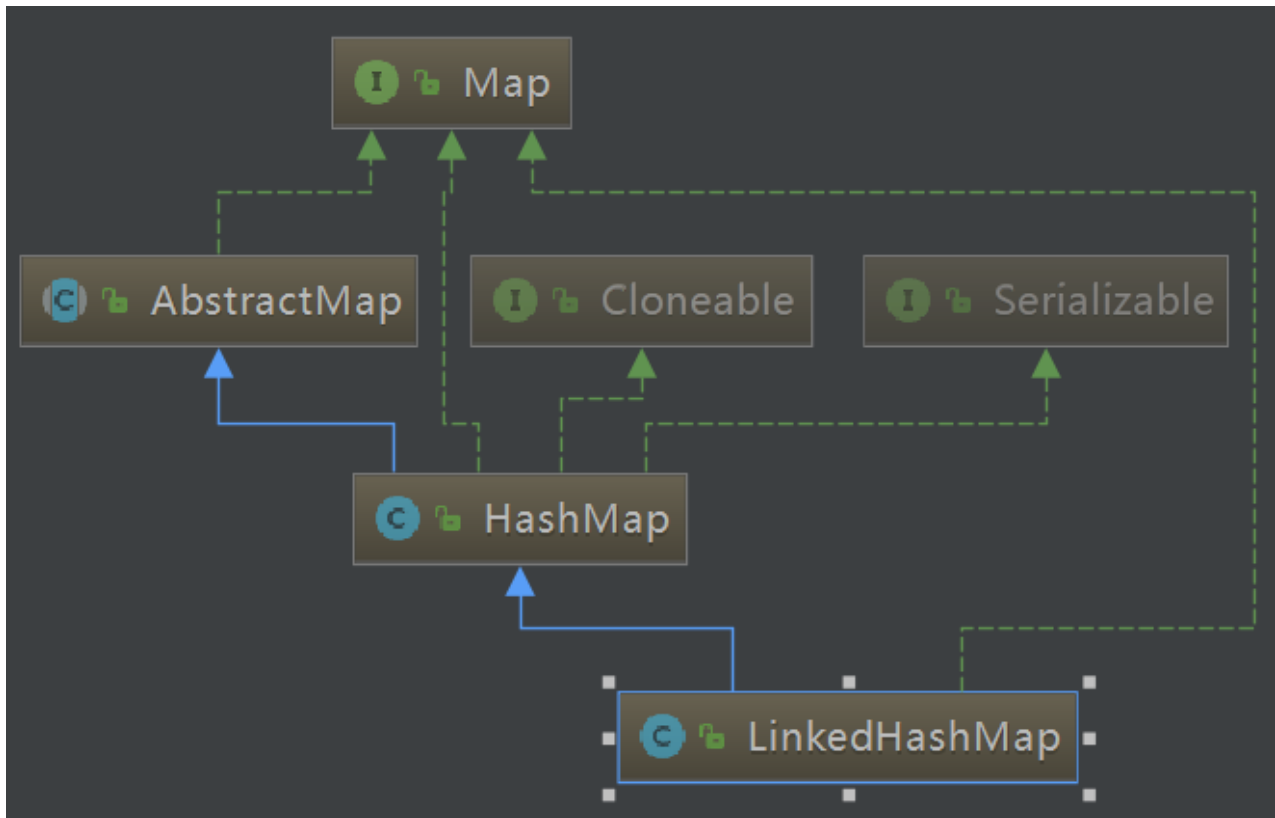 I Map
C AbstractMap
I Cloneable
I Serializable
C HashMap
C LinkedHashMap